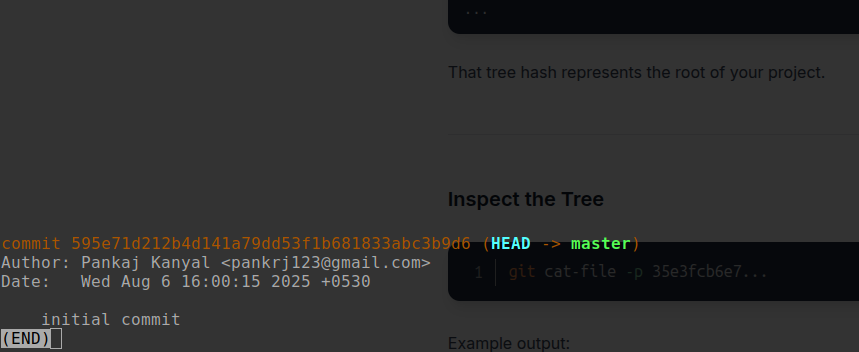 ...
That tree hash represents the root of your project.
Inspect the Tree
commit 595e71d212b4d141a79dd53f1b681833abc3b9d6 (HEAD -> master)
Author: Pankaj Kanyal <pankrj123@gmail.com>
1 git cat-file -p 35e3fcb6e7...
Date:   Wed Aug 6 16:00:15 2025 +0530
initial commit
(END)
Example output: